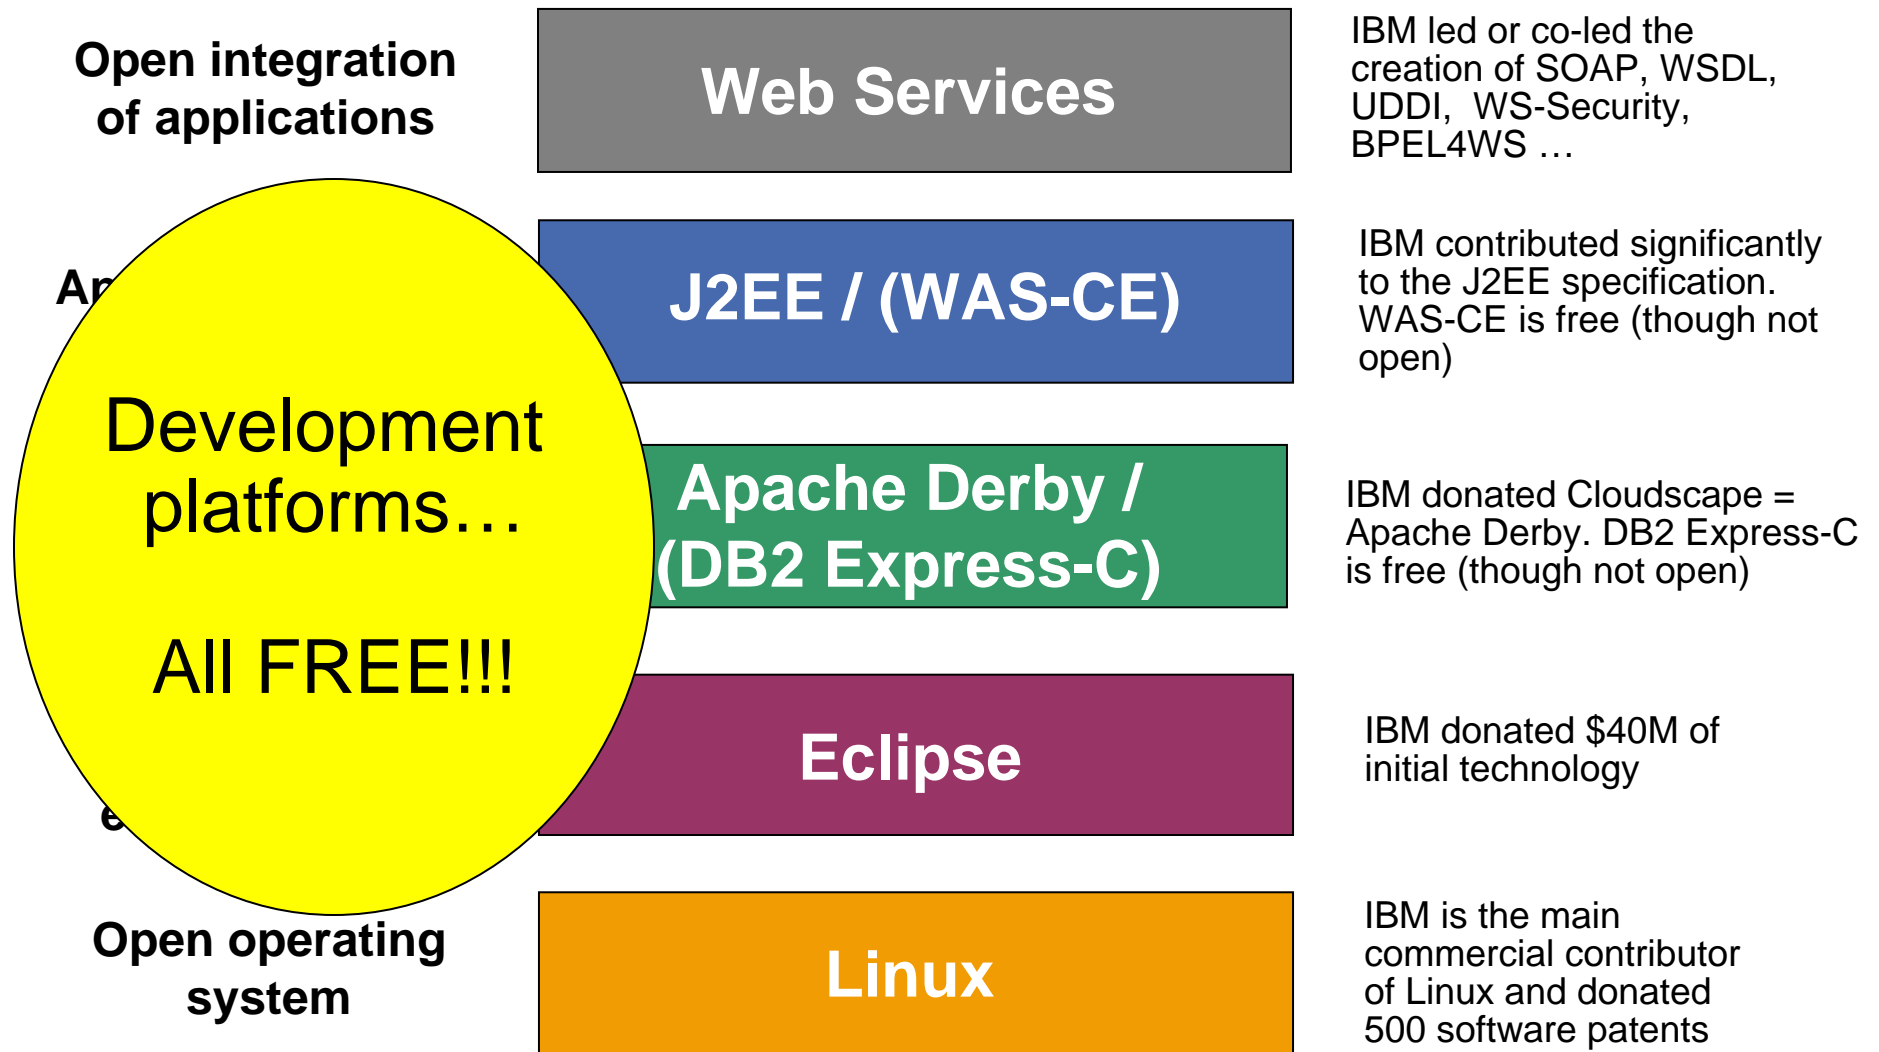 Open integration
of applications
Web Services
IBM led or co-led the
creation of SOAP, WSDL,
UDDI, WS-Security,
BPEL4WS …
J2EE / (WAS-CE)
IBM contributed significantly
to the J2EE specification.
WAS-CE is free (though not
open)
Development
platforms…
All FREE!!!
Apache Derby /
(DB2 Express-C)
IBM donated Cloudscape =
Apache Derby. DB2 Express-C
is free (though not open)
Eclipse
IBM donated $40M of
initial technology
Open operating
system
Linux
IBM is the main
commercial contributor
of Linux and donated
500 software patents